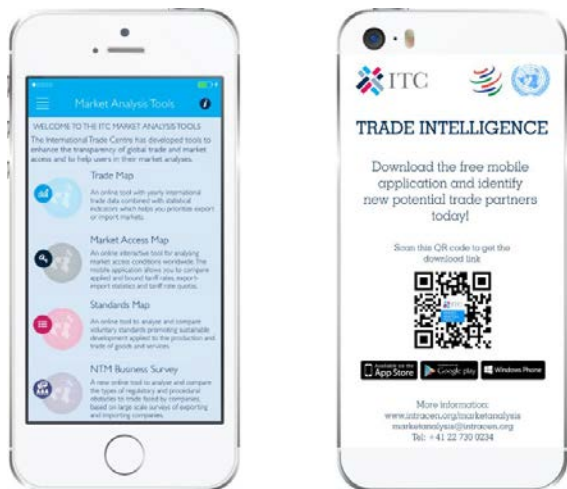 Market Analysis Tools
WELCOME TO THE ITC MARKET ANALYSIS TOOLS
The International Trade Centre has developed tools to
enhance the transparency of global trade and market
access and to help users in their market analyses.
Trade Map
An online tool with yearly international
trade data combined with statistical
indicators which helps you prioritise export
or import markets.
Market Access Map
An online interactive tool for analysing
market access conditions worldwide. The
mobile application allows you to compare
applied and bound tariff rates, export-
import statistics and tariff rate quotas.
Standards Map
An online tool to analyse and compare
voluntary standards promoting sustainable
development applied to the production and
trade of goods and services.
NTM Business Survey
A new online tool to analyse and compare
the types of regulatory and procedural
obstacles to trade faced by companies,
based on large scale surveys of exporting
and importing companies.
ITC
TRADE INTELLIGENCE
Download the free mobile
application and identify
new potential trade partners
today!
Scan this QR code to get the
download link
Available on the
App Store
Google play
Windows Phone
More information:
www.intracen.org/marketanalysis
marketanalysis@intracen.org
Tel: +41 22 730 0234